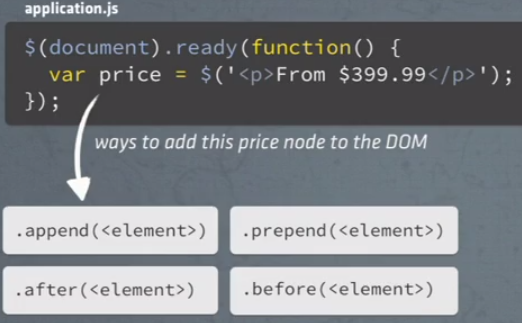 application.js
$(document).ready(function() {
  var price = $('<p>From $399.99</p>');
});
ways to add this price node to the DOM
.append(<element>) .prepend(<element>)
.after(<element>) .before(<element>)